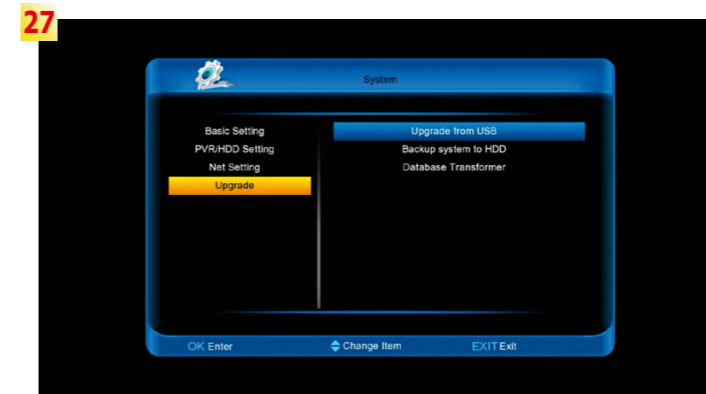 27
System
Basic Setting
PVR/HDD Setting
Net Setting
Upgrade
Upgrade from USB
Backup system to HDD
Database Transformer
OK Enter
Change Item
EXIT Exit